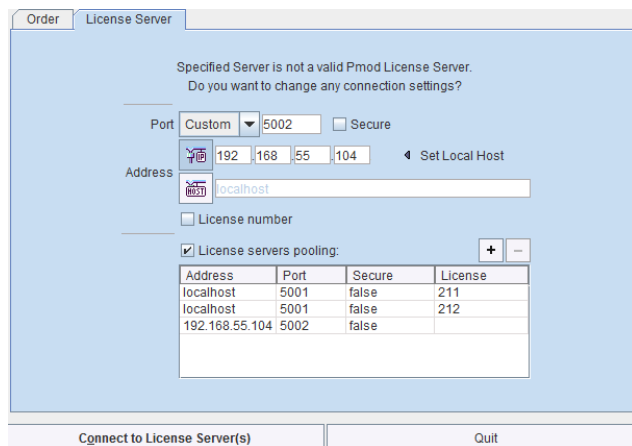 Order License Server
Specified Server is not a valid Pmod License Server.
Do you want to change any connection settings?
Port Custom 5002 Secure
IP 192 .168 .55 .104 Set Local Host
Address
HOST localhost
License number
License servers pooling: + −
Address Port Secure License
localhost 5001 false 211
localhost 5001 false 212
192.168.55.104 5002 false
Connect to License Server(s) Quit